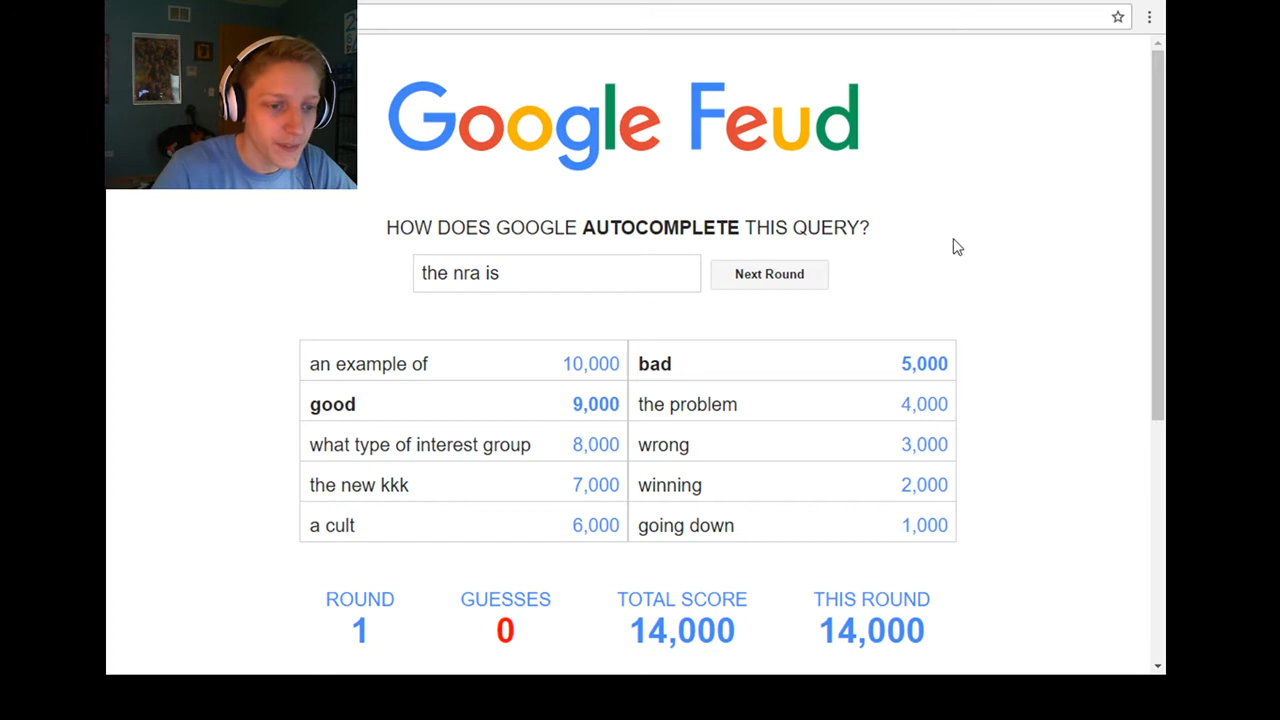 Google Feud
HOW DOES GOOGLE AUTOCOMPLETE THIS QUERY?
the nra is
Next Round
an example of 10,000 bad 5,000
good 9,000 the problem 4,000
what type of interest group 8,000 wrong 3,000
the new kkk 7,000 winning 2,000
a cult 6,000 going down 1,000
ROUND GUESSES TOTAL SCORE THIS ROUND
1 0 14,000 14,000